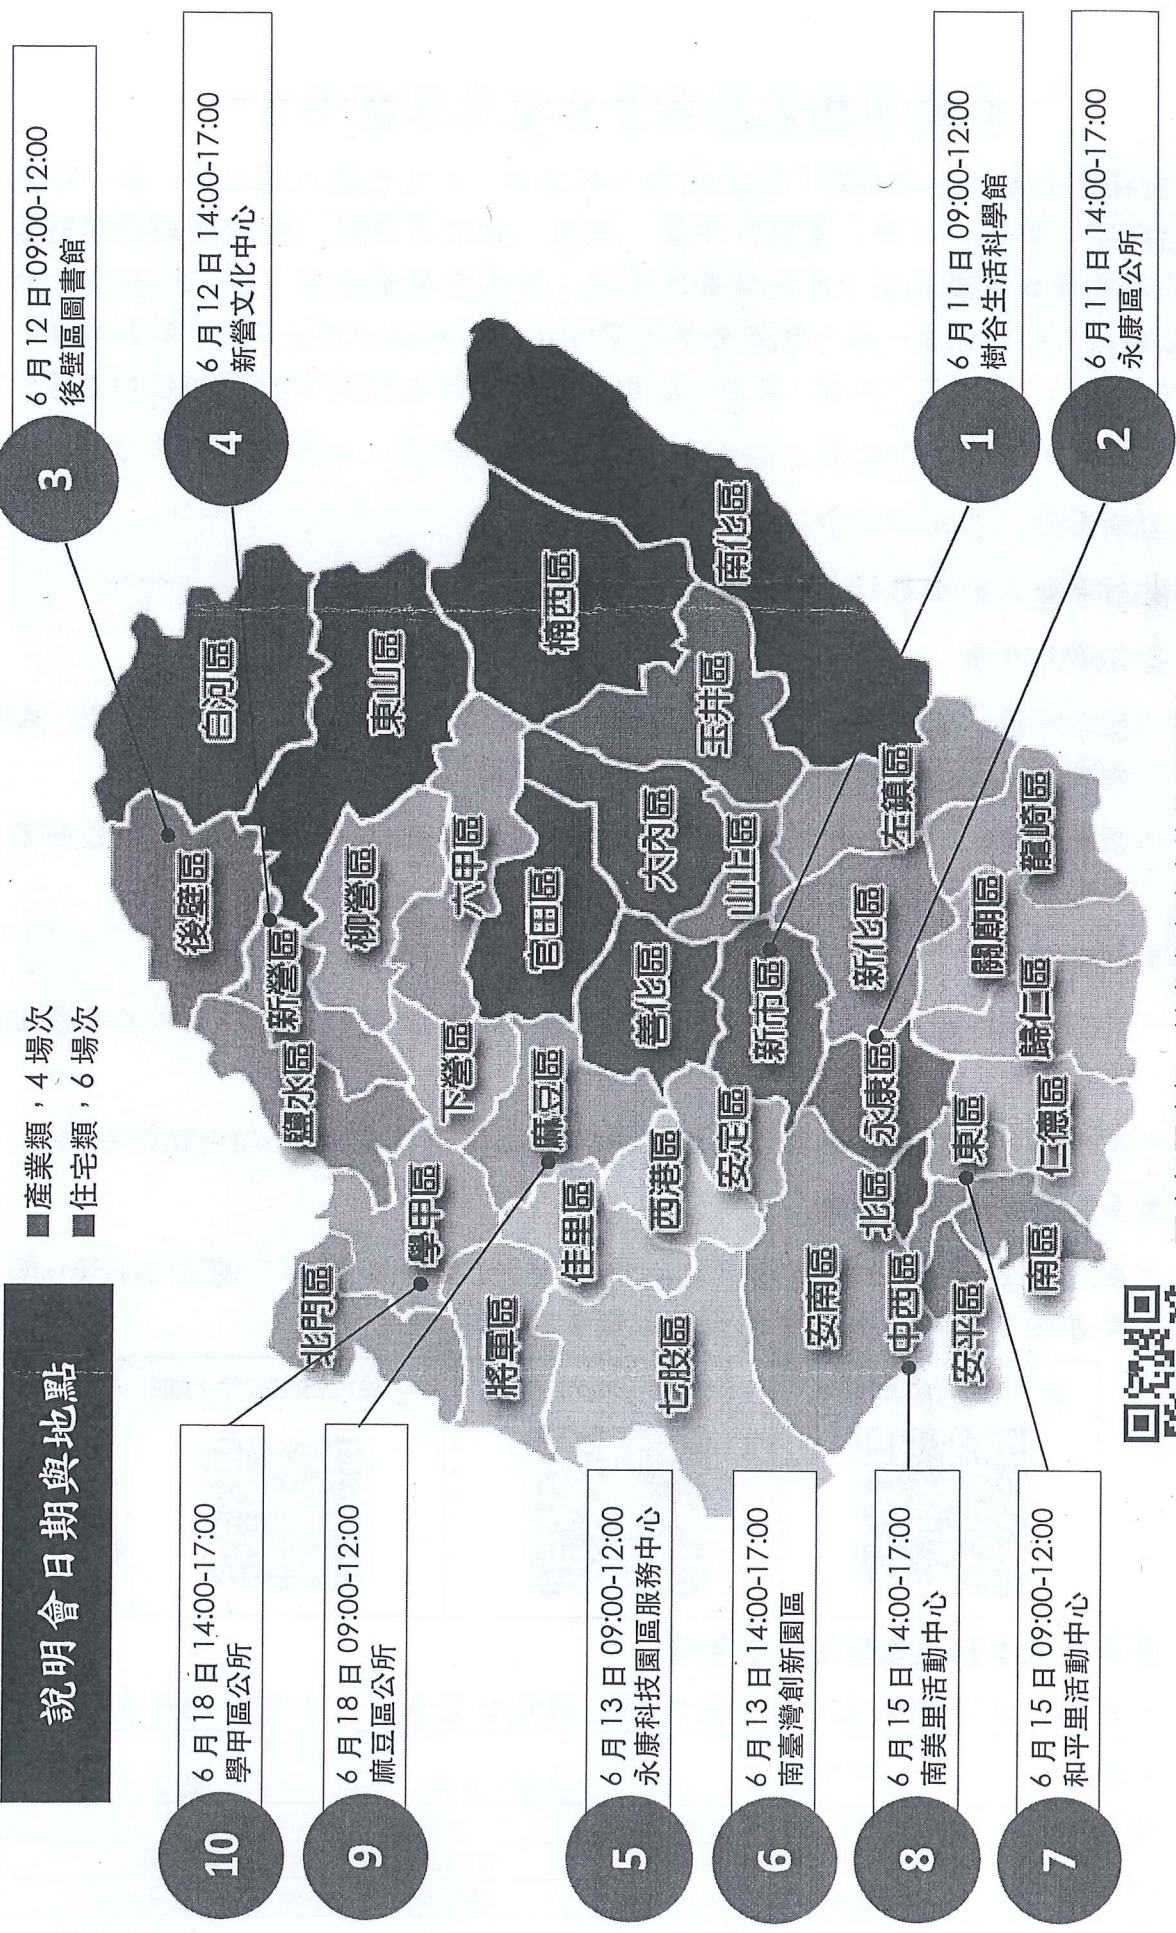 說明會日期與地點
■產業類，4場次
■住宅類，6場次
3
6月12日09:00-12:00
後壁區圖書館
4
6月12日14:00-17:00
新營文化中心
1
6月11日09:00-12:00
樹谷生活科學館
2
6月11日14:00-17:00
永康區公所
10
6月18日14:00-17:00
學甲區公所
9
6月18日09:00-12:00
麻豆區公所
5
6月13日09:00-12:00
永康科技園區服務中心
6
6月13日14:00-17:00
南臺灣創新園區
8
6月15日14:00-17:00
南美里活動中心
7
6月15日09:00-12:00
和平里活動中心
後壁區
白河區
新營區
鹽水區
東山區
柳營區
北門區
學甲區
下營區
六甲區
將軍區
佳里區
麻豆區
官田區
楠西區
七股區
西港區
善化區
大內區
玉井區
南化區
安定區
山上區
新市區
安南區
北區
永康區
新化區
左鎮區
中西區
安平區
東區
關廟區
龍崎區
南區
仁德區
歸仁區